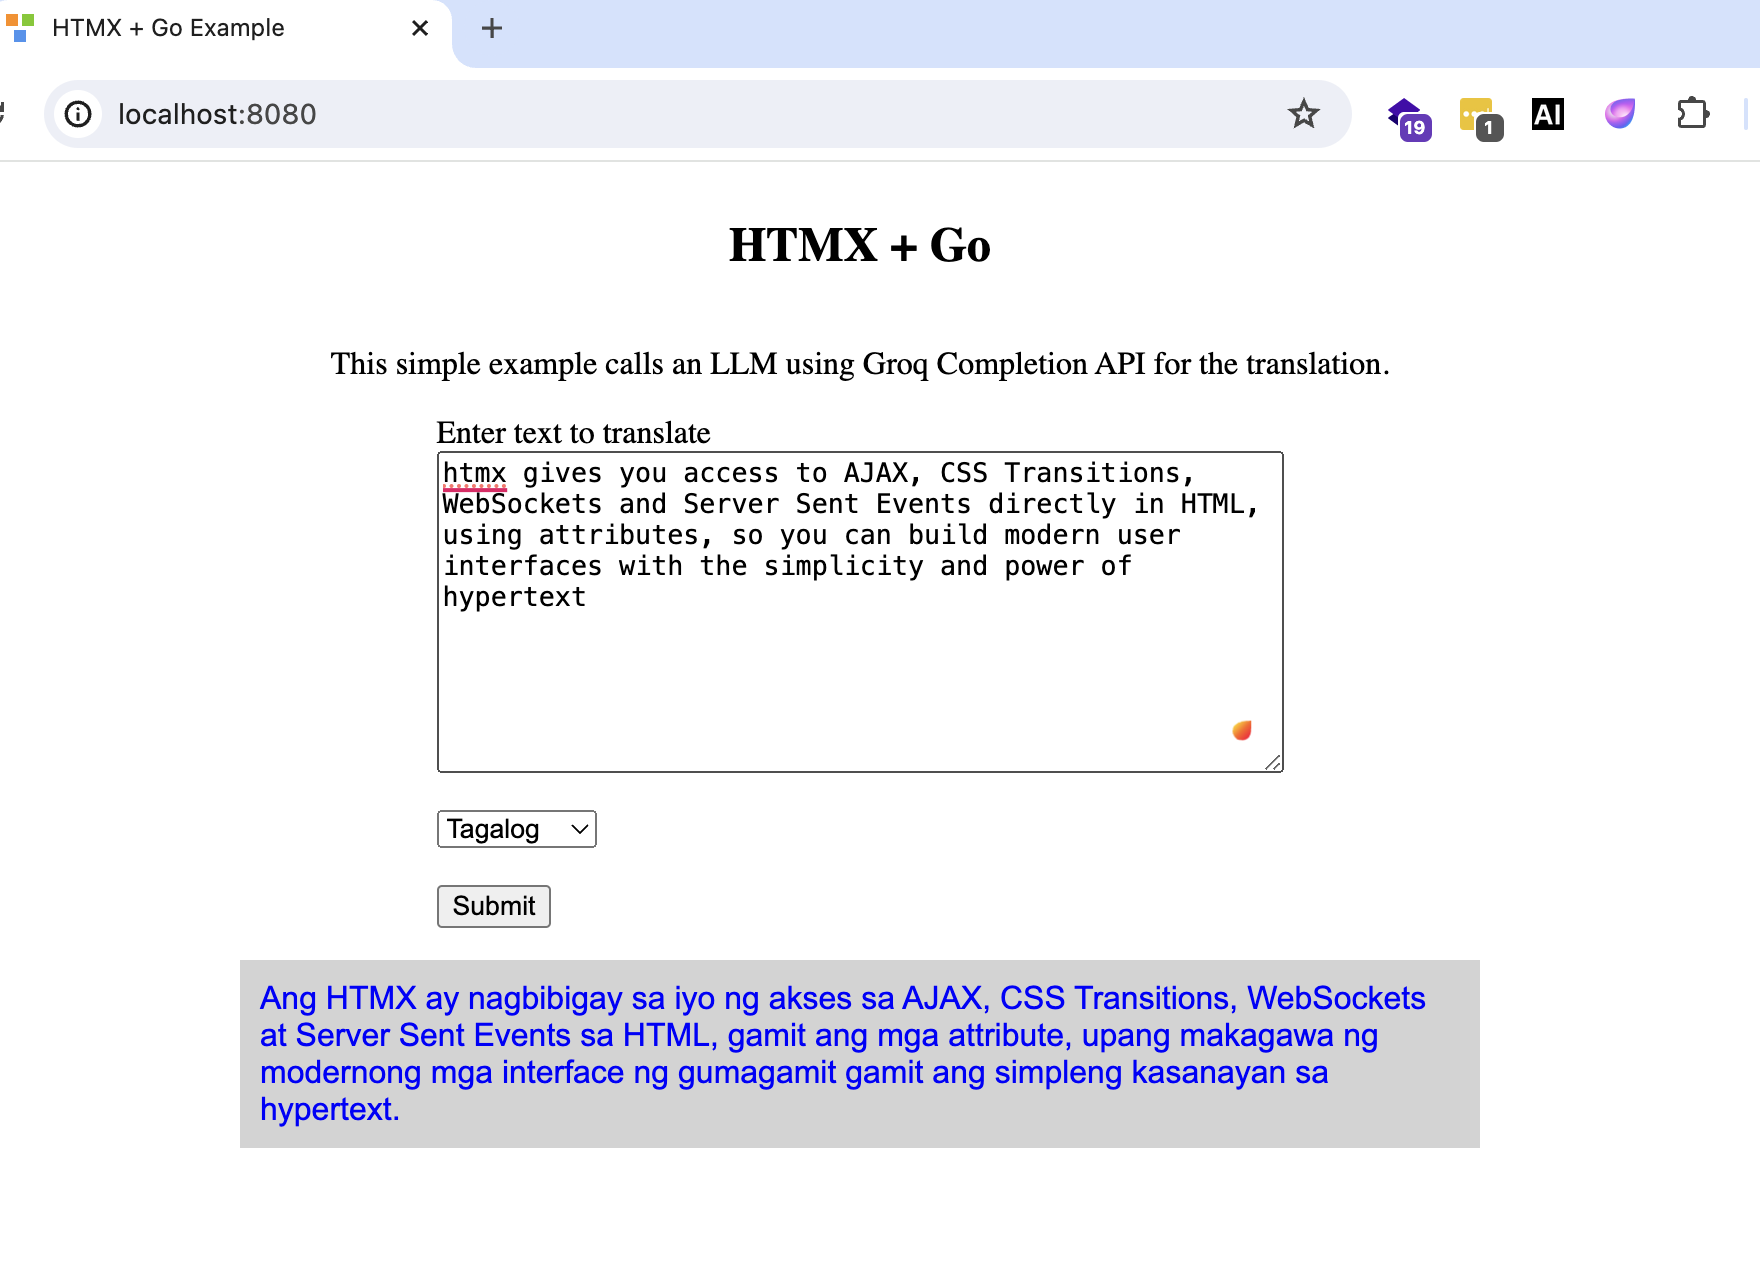 HTMX + Go Example
localhost:8080
19
1
AI
HTMX + Go
This simple example calls an LLM using Groq Completion API for the translation.
Enter text to translate
htmx gives you access to AJAX, CSS Transitions,
WebSockets and Server Sent Events directly in HTML,
using attributes, so you can build modern user
interfaces with the simplicity and power of
hypertext
Tagalog
Submit
Ang HTMX ay nagbibigay sa iyo ng akses sa AJAX, CSS Transitions, WebSockets
at Server Sent Events sa HTML, gamit ang mga attribute, upang makagawa ng
modernong mga interface ng gumagamit gamit ang simpleng kasanayan sa
hypertext.